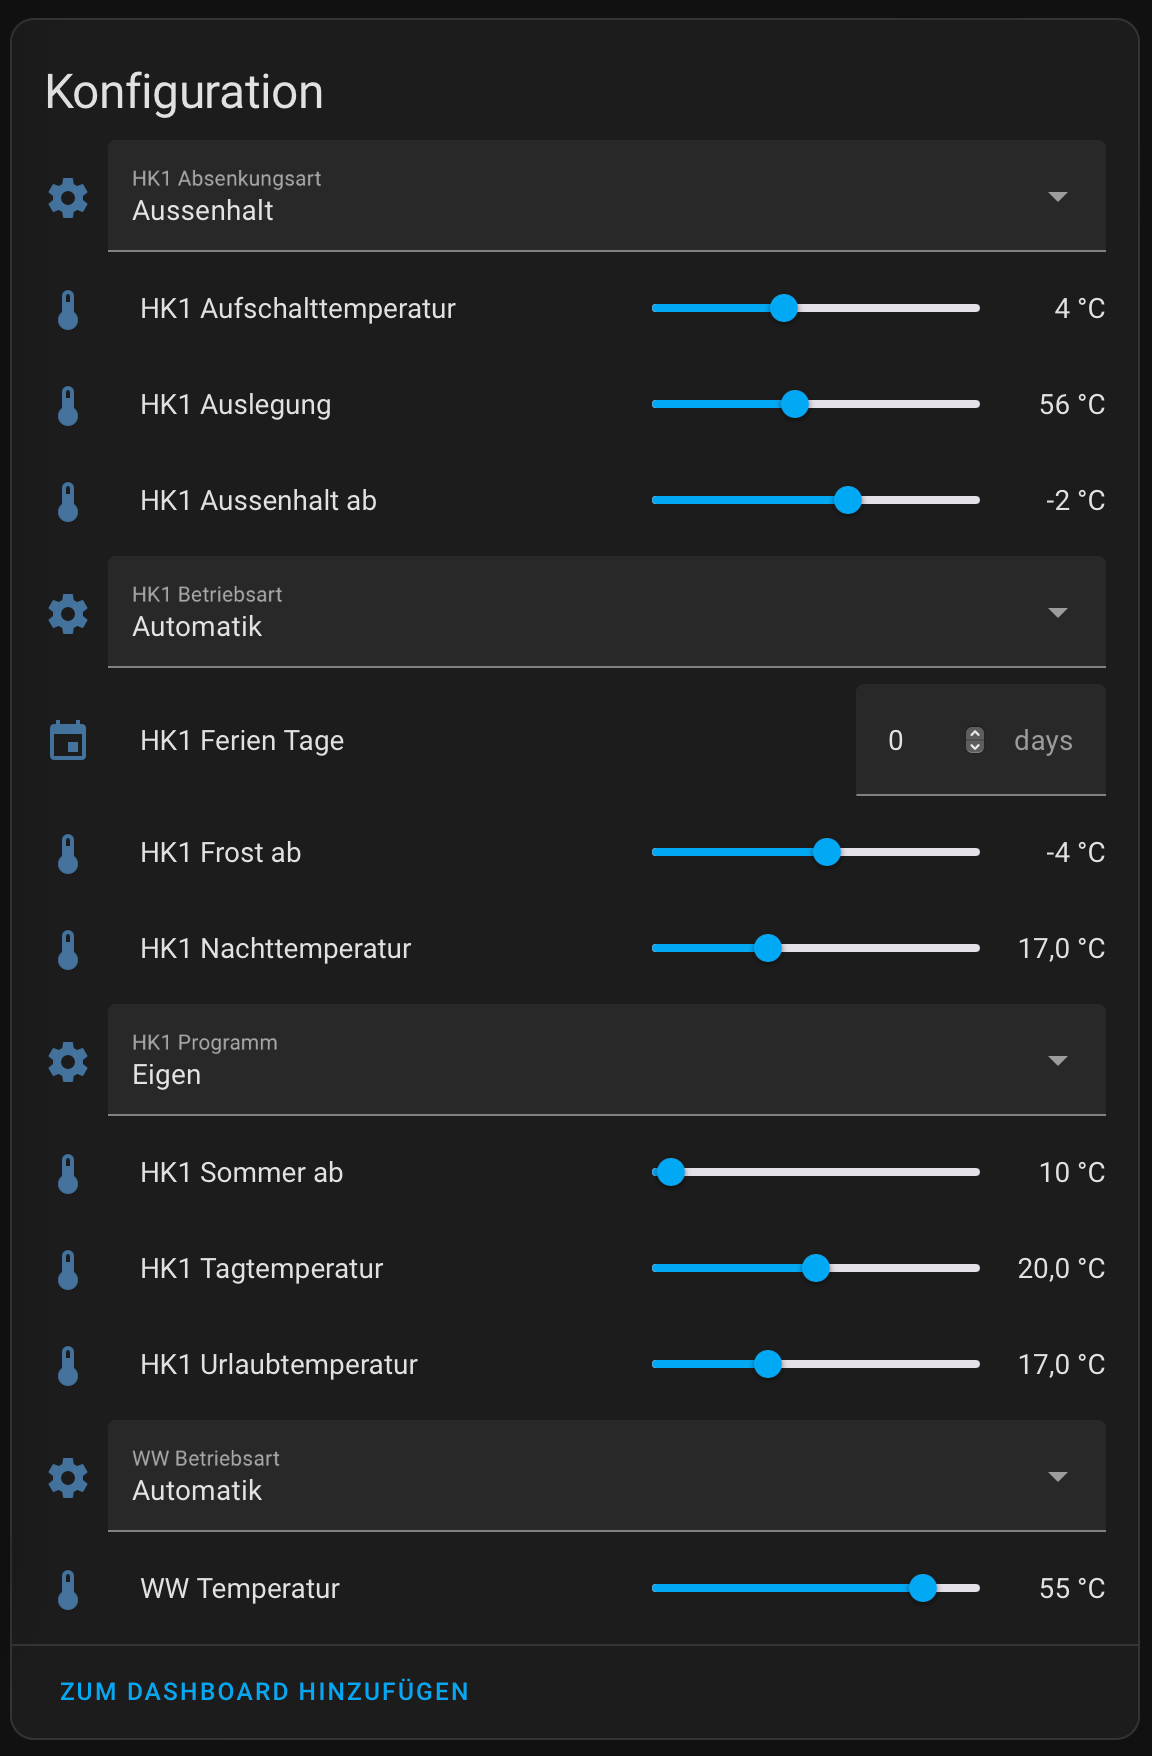 Konfiguration
HK1 Absenkungsart
Aussenhalt
HK1 Aufschalttemperatur 4 °C
HK1 Auslegung 56 °C
HK1 Aussenhalt ab -2 °C
HK1 Betriebsart
Automatik
HK1 Ferien Tage 0 days
HK1 Frost ab -4 °C
HK1 Nachttemperatur 17,0 °C
HK1 Programm
Eigen
HK1 Sommer ab 10 °C
HK1 Tagtemperatur 20,0 °C
HK1 Urlaubtemperatur 17,0 °C
WW Betriebsart
Automatik
WW Temperatur 55 °C
ZUM DASHBOARD HINZUFÜGEN